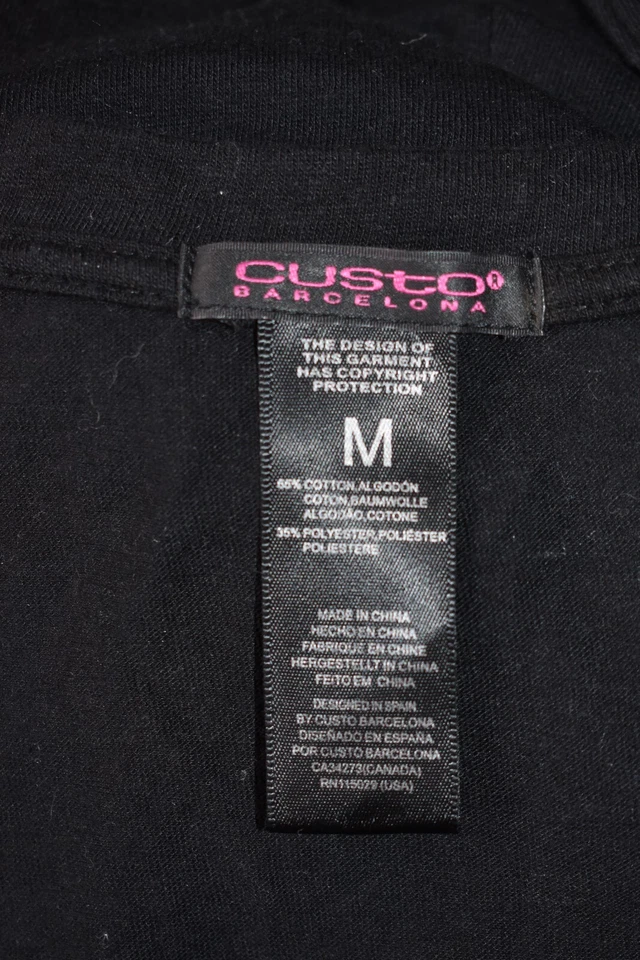 CUSTO®
BARCELONA
THE DESIGN OF
THIS GARMENT
HAS COPYRIGHT
PROTECTION
M
65% COTTON.ALGODÓN
COTON.BAUMWOLLE
ALGODÃO.COTONE
35% POLYESTER.POLIÉSTER
POLIESTERE
MADE IN CHINA
HECHO EN CHINA
FABRIQUE EN CHINE
HERGESTELLT IN CHINA
FEITO EM CHINA
DESIGNED IN SPAIN
BY CUSTO BARCELONA
DISEÑADO EN ESPAÑA
POR CUSTO BARCELONA
CA34273(CANADA)
RN115029 (USA)